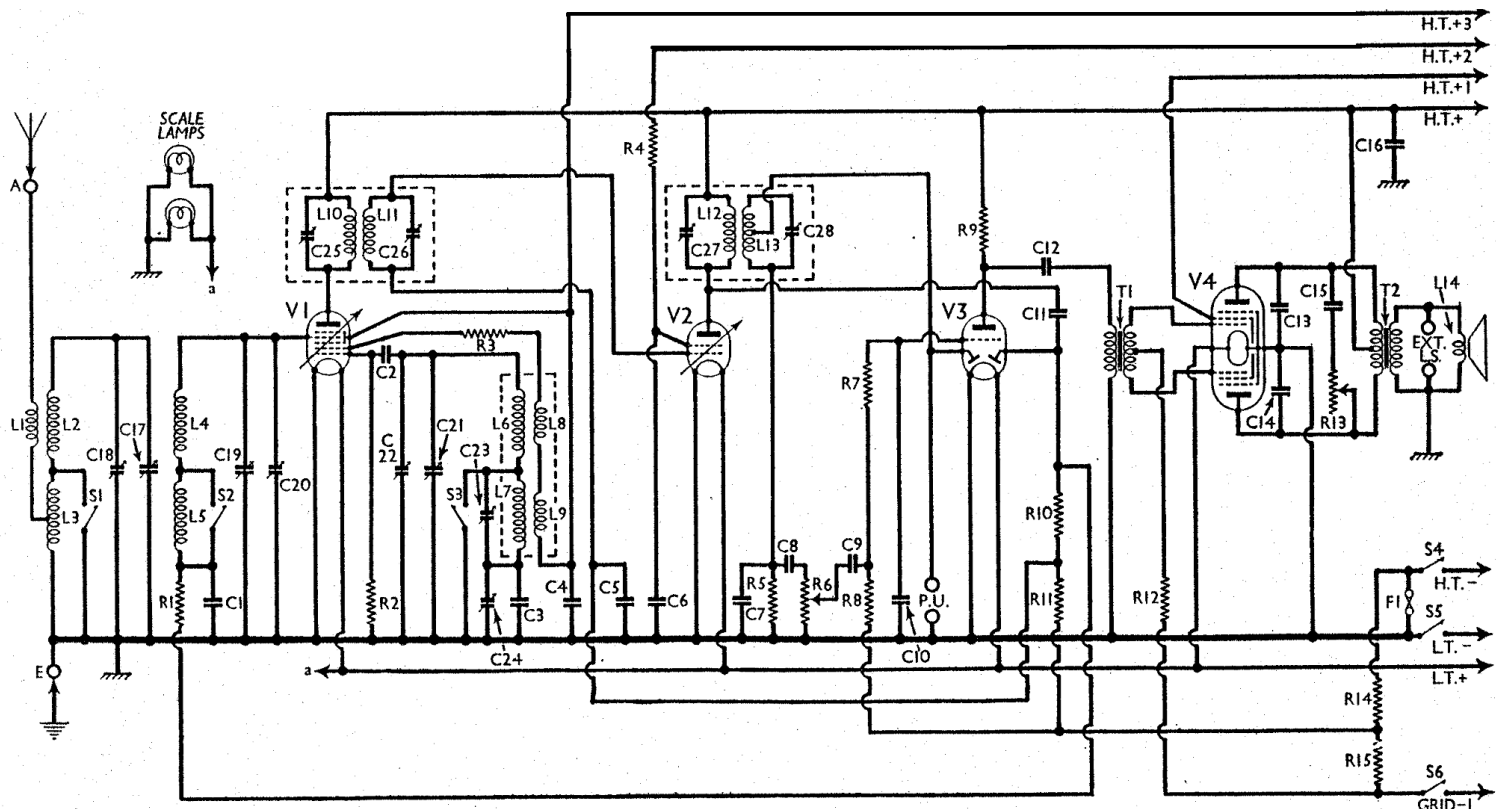 H.T.+3
H.T.+2
H.T.+1
H.T.+
SCALE
LAMPS
A
a
R4
C16
L10
L11
C25
C26
L12
L13
C27
C28
R9
C12
V1
V2
V3
V4
T1
T2
L14
C11
C13
C15
R3
C2
EXT.
L.S.
R7
C14
R13
L1
L2
C18
C17
L4
C19
C20
C
22
C21
L6
L8
C23
L3
S1
L5
S2
S3
L7
L9
R10
R1
C1
R2
C24
C3
C4
C5
C6
C7
R5
C8
R6
C9
R8
C10
P.U.
R11
R12
F1
S4
H.T.-
S5
L.T.-
E
a
L.T.+
R14
R15
S6
GRID-1